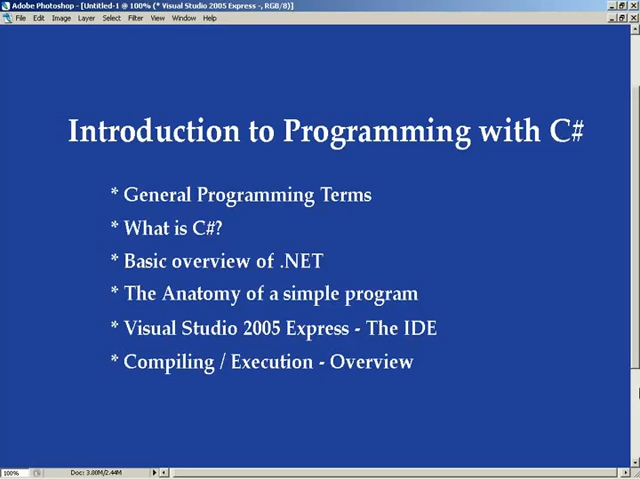 Adobe Photoshop - [Untitled-1 @ 100% (* Visual Studio 2005 Express -, RGB/8)]
File Edit Image Layer Select Filter View Window Help
Introduction to Programming with C#
* General Programming Terms
* What is C#?
* Basic overview of .NET
* The Anatomy of a simple program
* Visual Studio 2005 Express - The IDE
* Compiling / Execution - Overview
100% Doc: 3.00M/2.44M